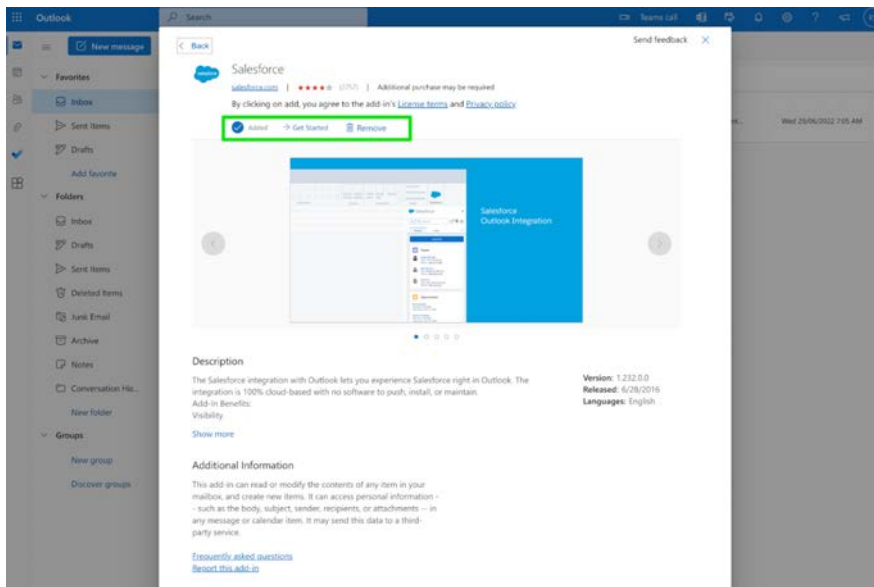 Outlook
Search
Teams call
New message
Favorites
Inbox
Sent Items
Drafts
Add favorite
Folders
Inbox
Drafts
Sent Items
Deleted Items
Junk Email
Archive
Notes
Conversation His...
New folder
Groups
New group
Discover groups
Wed 29/06/2022 7:05 AM
Back
Send feedback
Salesforce
salesforce.com | Additional purchase may be required
By clicking on add, you agree to the add-in's License terms and Privacy policy
Added Get Started Remove
Salesforce
Outlook Integration
Description
The Salesforce integration with Outlook lets you experience Salesforce right in Outlook. The
integration is 100% cloud-based with no software to push, install, or maintain.
Add-In Benefits:
Visibility
Show more
Version: 1.232.0.0
Released: 6/28/2016
Languages: English
Additional Information
This add-in can read or modify the contents of any item in your
mailbox, and create new items. It can access personal information -
- such as the body, subject, sender, recipients, or attachments -- in
any message or calendar item. It may send this data to a third-
party service.
Frequently asked questions
Report this add-in